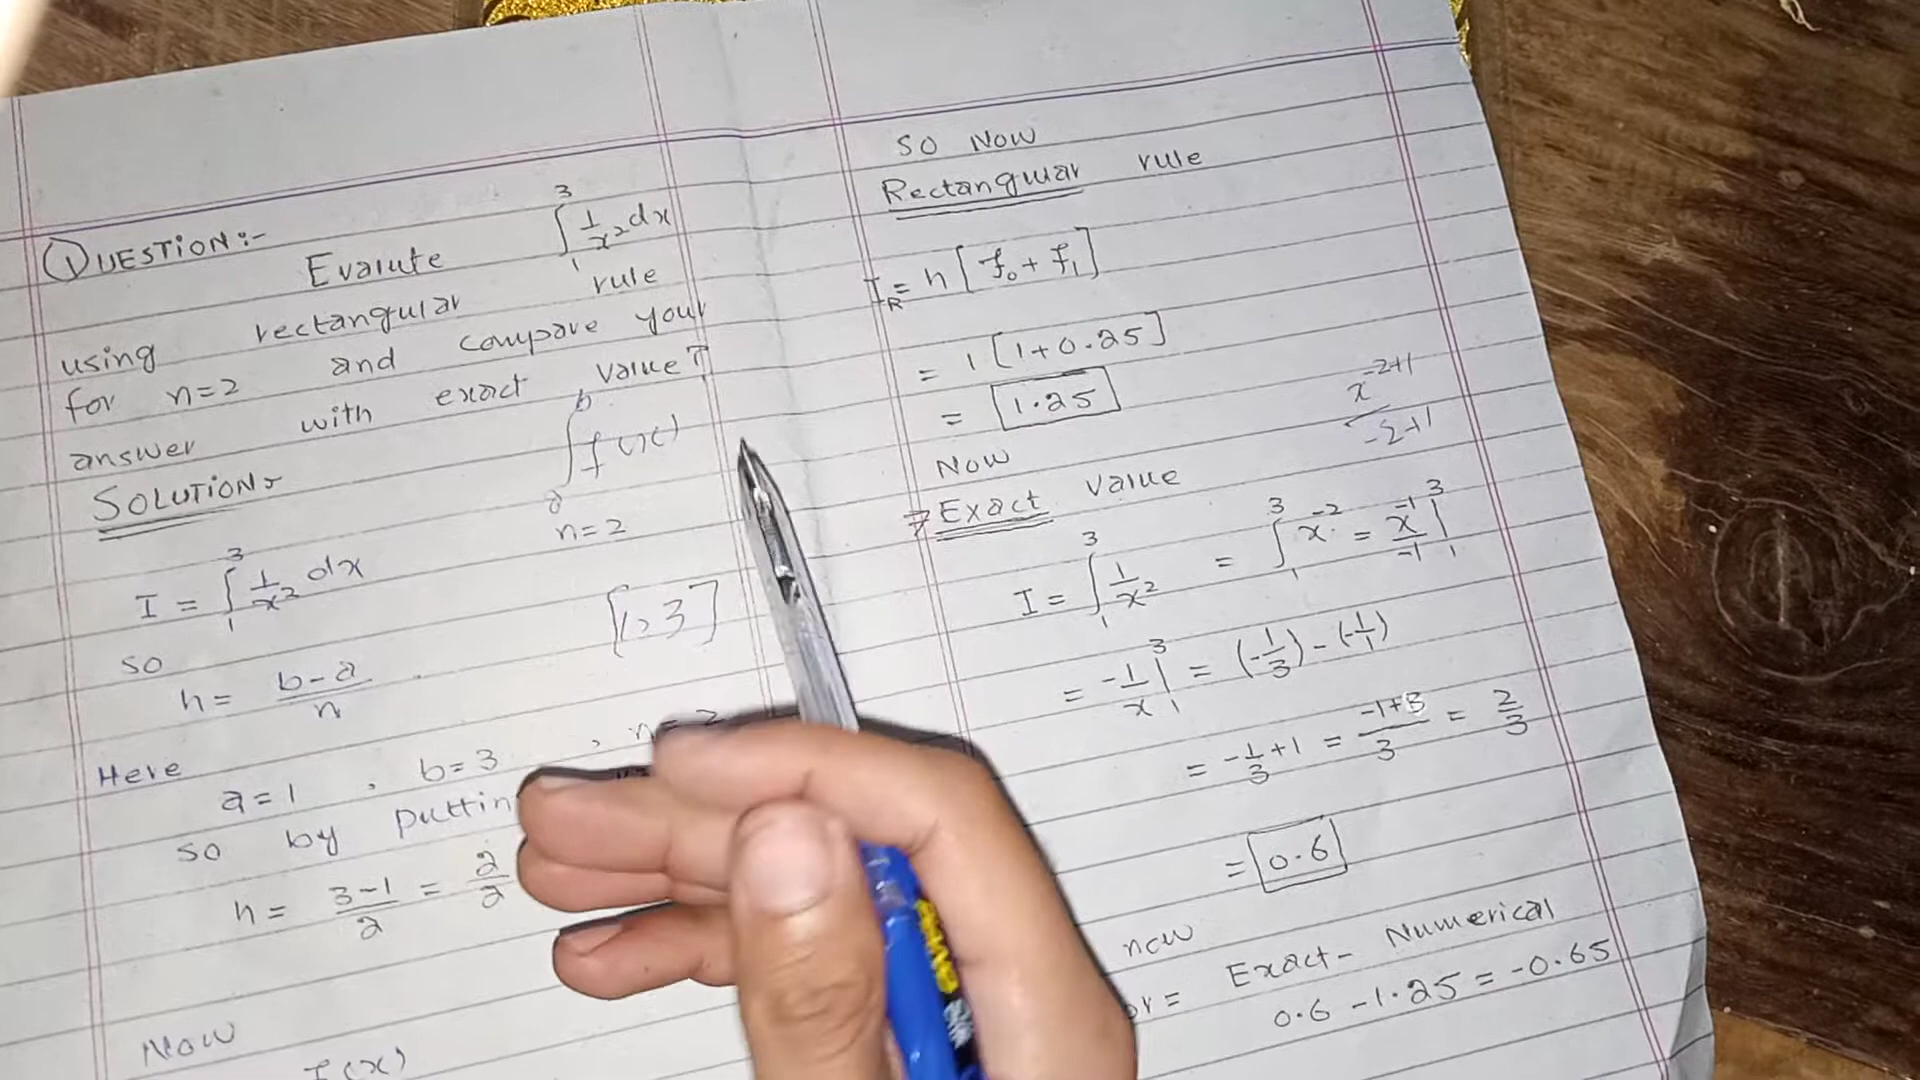 QUESTION:-
Evalute ∫₁³ 1/x² dx
using rectangular rule
for n=2 and compare your
answer with exact value?
SOLUTION:-
∫ₐᵇ f(x)
n=2
I = ∫₁³ 1/x² dx
so
[1,3]
h = b-a/n
Here
a=1 , b=3 , n=2
so by puttin
h = 3-1/2 = 2/2
Now
f(x)
SO NOW
Rectangular rule
I_R = h[f₀+f₁]
= 1[1+0.25]
= 1.25
x⁻²⁺¹/-2+1
Now
Exact value
I = ∫₁³ 1/x² = ∫₁³ x⁻² = x⁻¹/-1 |₁³
= -1/x |₁³ = (-1/3)-(-1/1)
= -1/3+1 = -1+3/3 = 2/3
= 0.6
now
= Exact- Numerical
0.6-1.25=-0.65